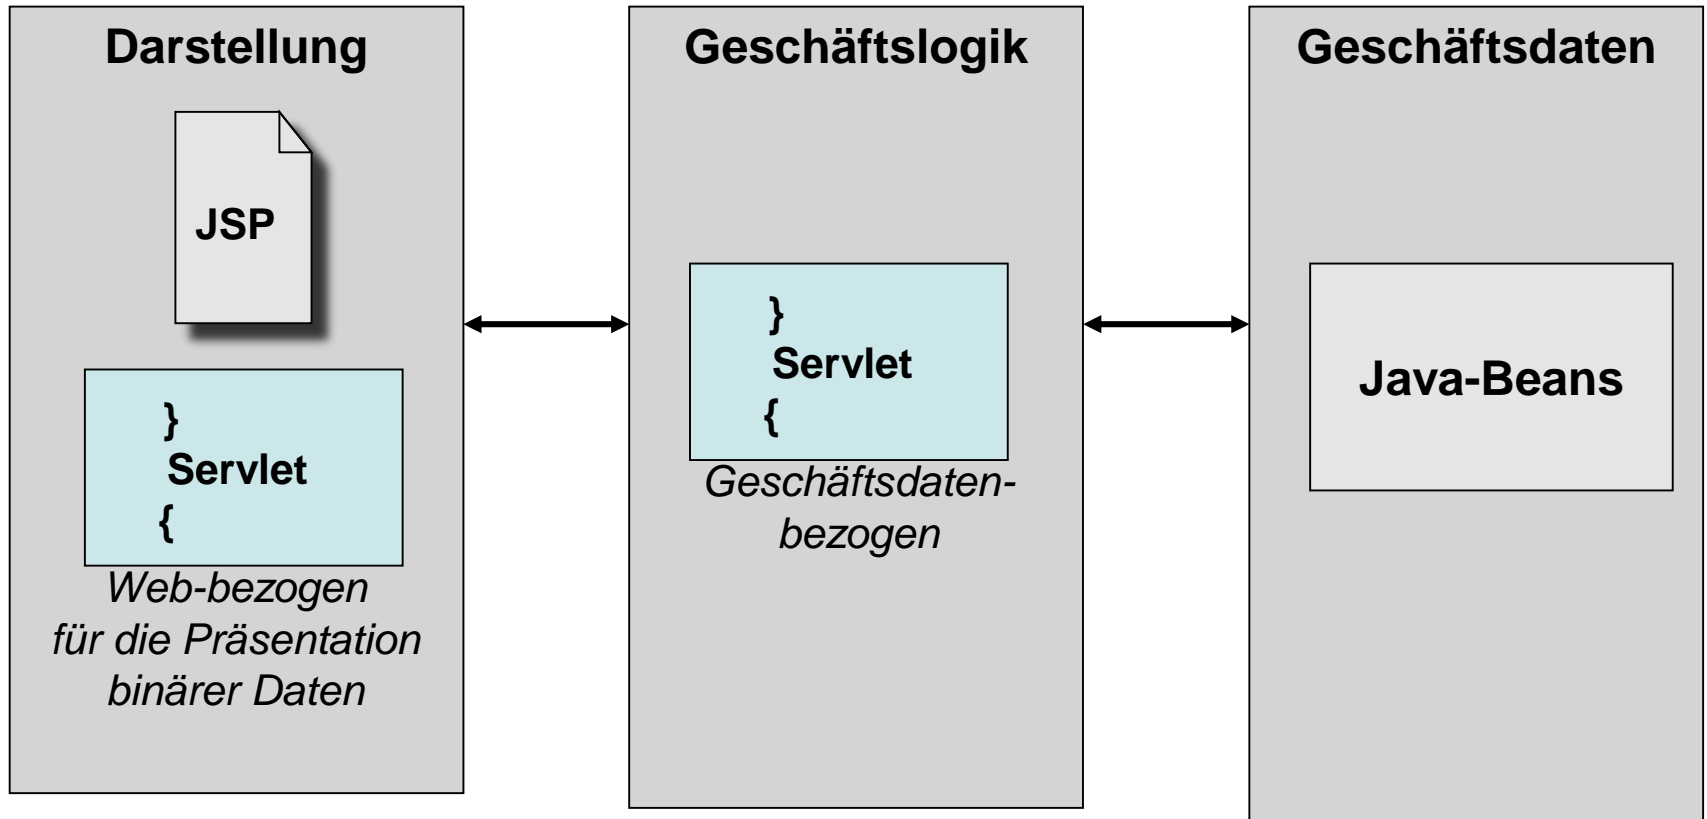 Darstellung
JSP
}
Servlet
{
Web-bezogen
für die Präsentation
binärer Daten
Geschäftslogik
}
Servlet
{
Geschäftsdaten-
bezogen
Geschäftsdaten
Java-Beans